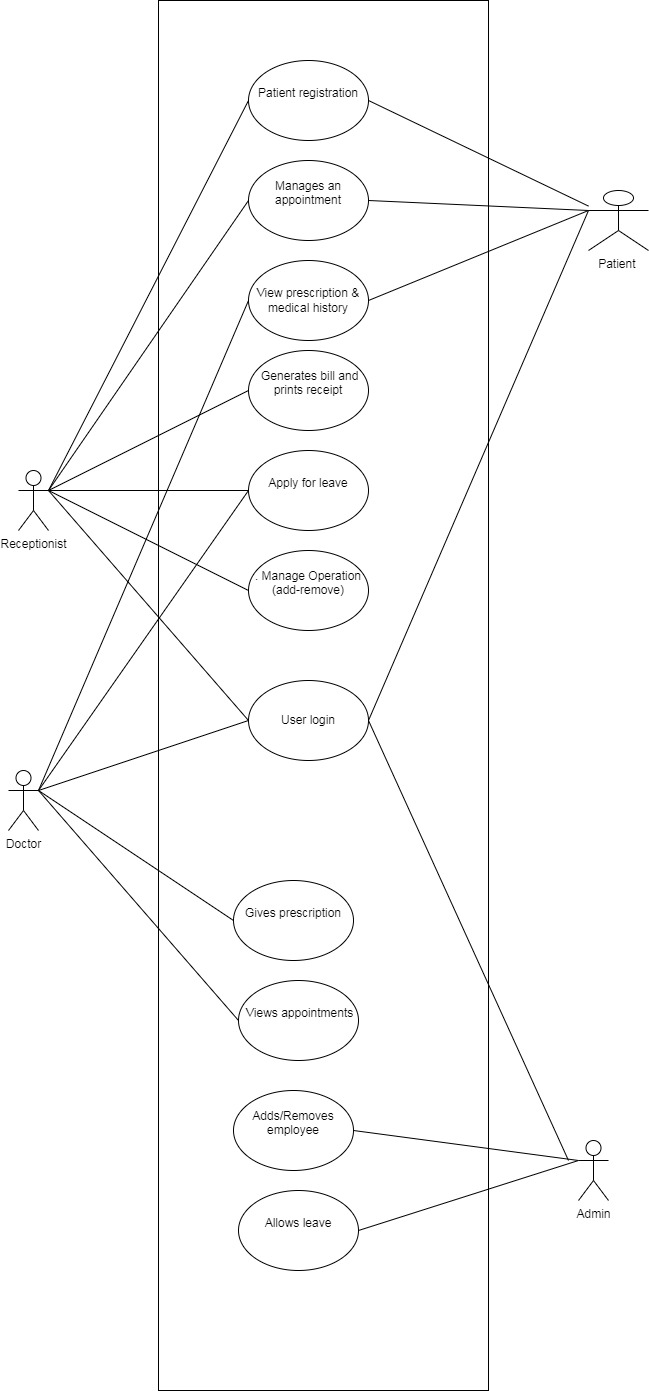 Patient registration
Manages an
appointment
View prescription &
medical history
Patient
Generates bill and
prints receipt
Apply for leave
Receptionist
. Manage Operation
(add-remove)
User login
Doctor
Gives prescription
Views appointments
Adds/Removes
employee
Admin
Allows leave